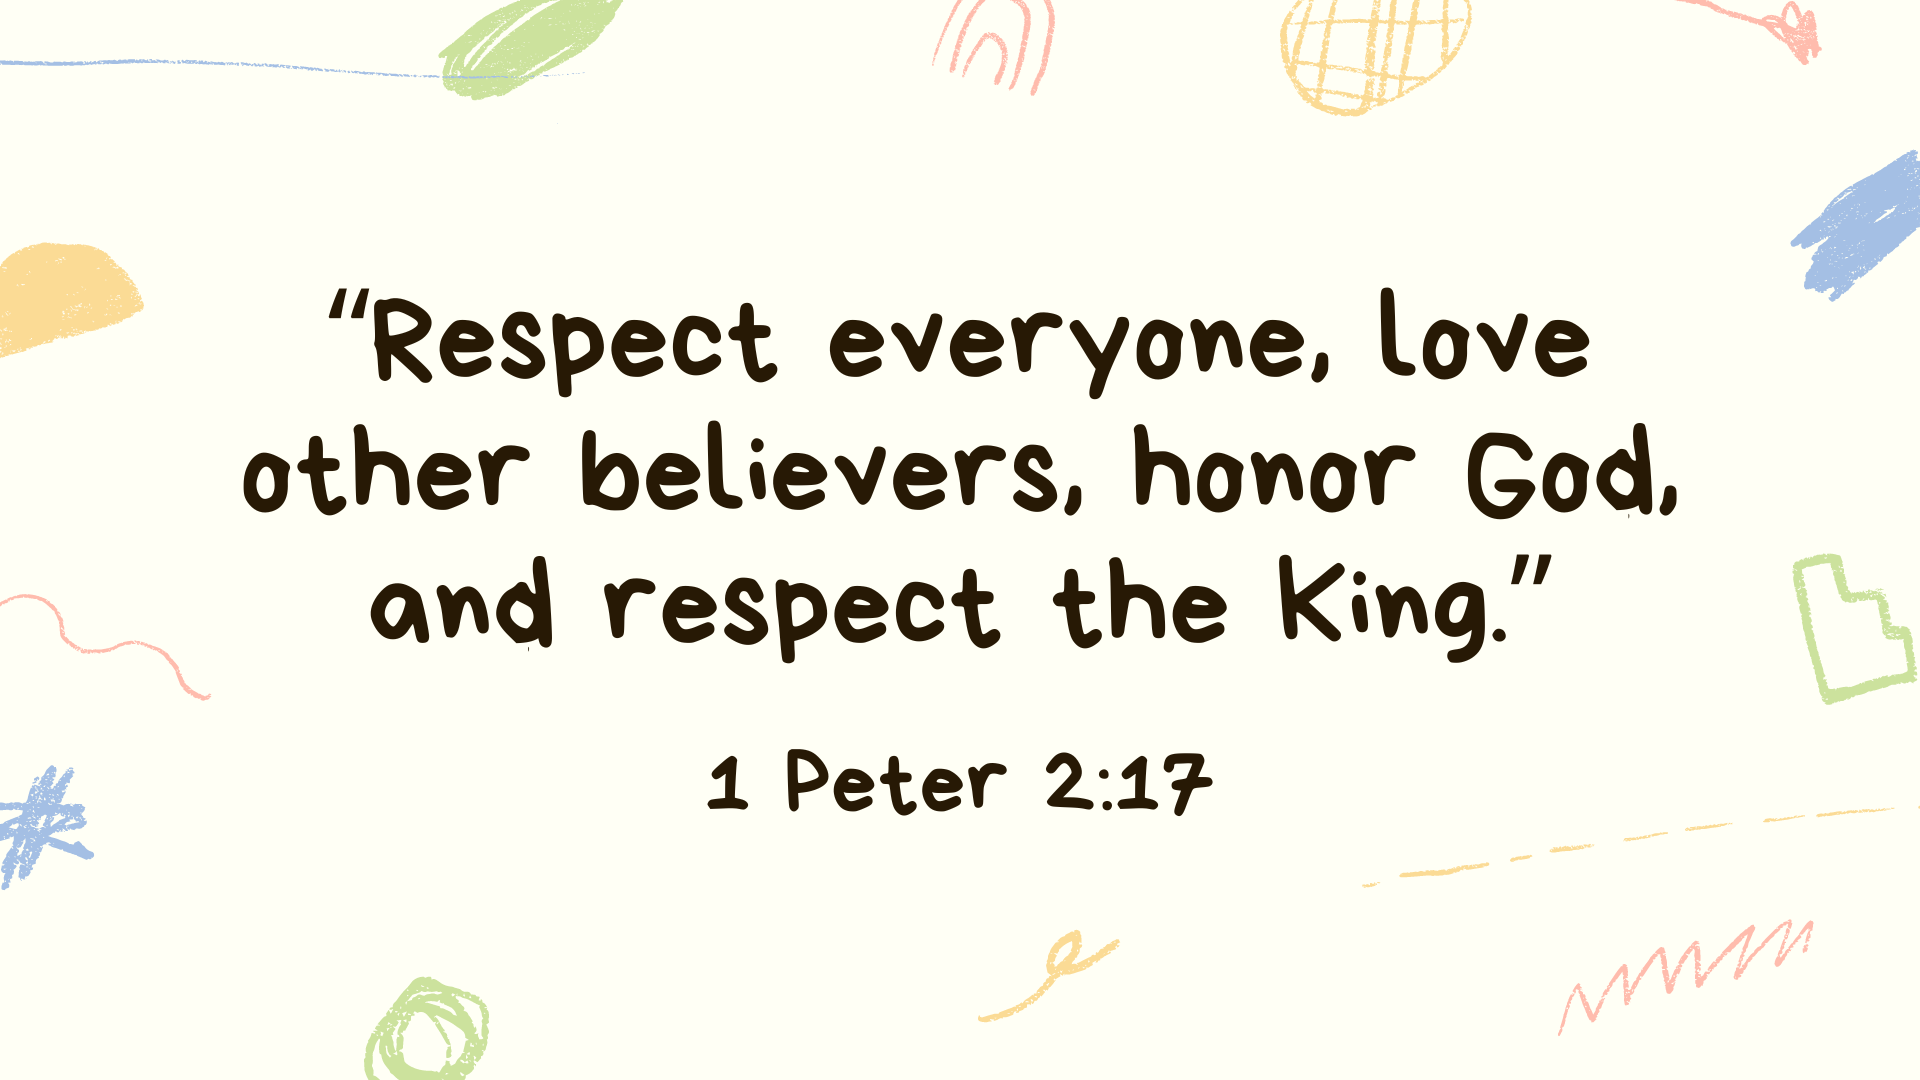 “Respect everyone, love
other believers, honor God,
and respect the King.”
1 Peter 2:17